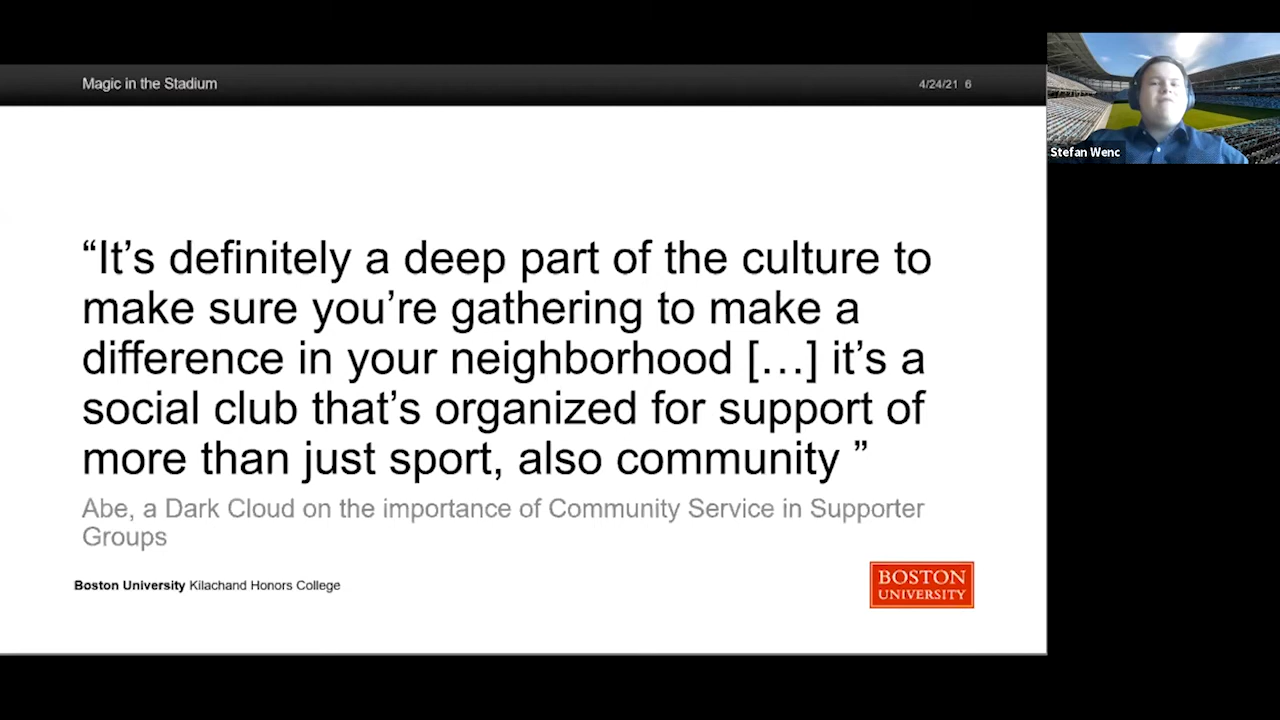 Magic in the Stadium
4/24/21 6
Stefan Wenc
“It’s definitely a deep part of the culture to
make sure you’re gathering to make a
difference in your neighborhood […] it’s a
social club that’s organized for support of
more than just sport, also community ”
Abe, a Dark Cloud on the importance of Community Service in Supporter
Groups
Boston University Kilachand Honors College
BOSTON
UNIVERSITY